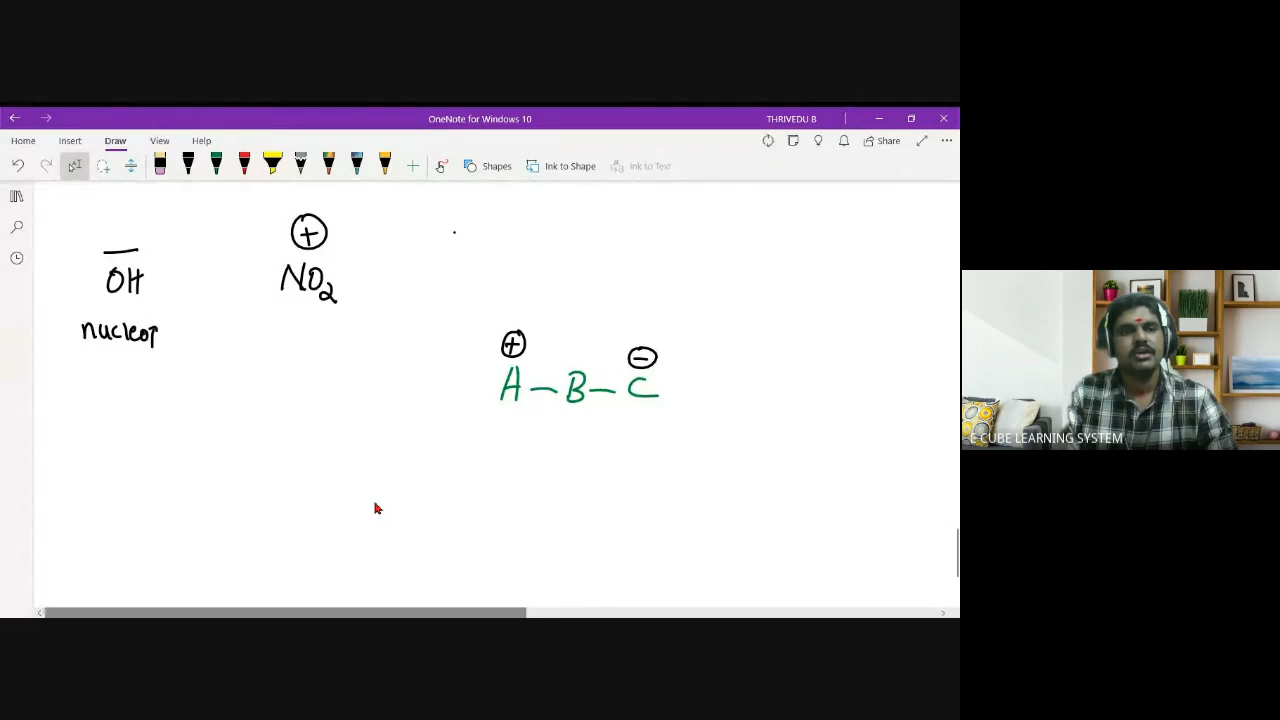 OneNote for Windows 10
THRIVEDU B
Home Insert Draw View Help
Share
Shapes Ink to Shape Ink to Text
⊕
OH NO2
nucleop
⊕ ⊖
A — B — C
E CUBE LEARNING SYSTEM